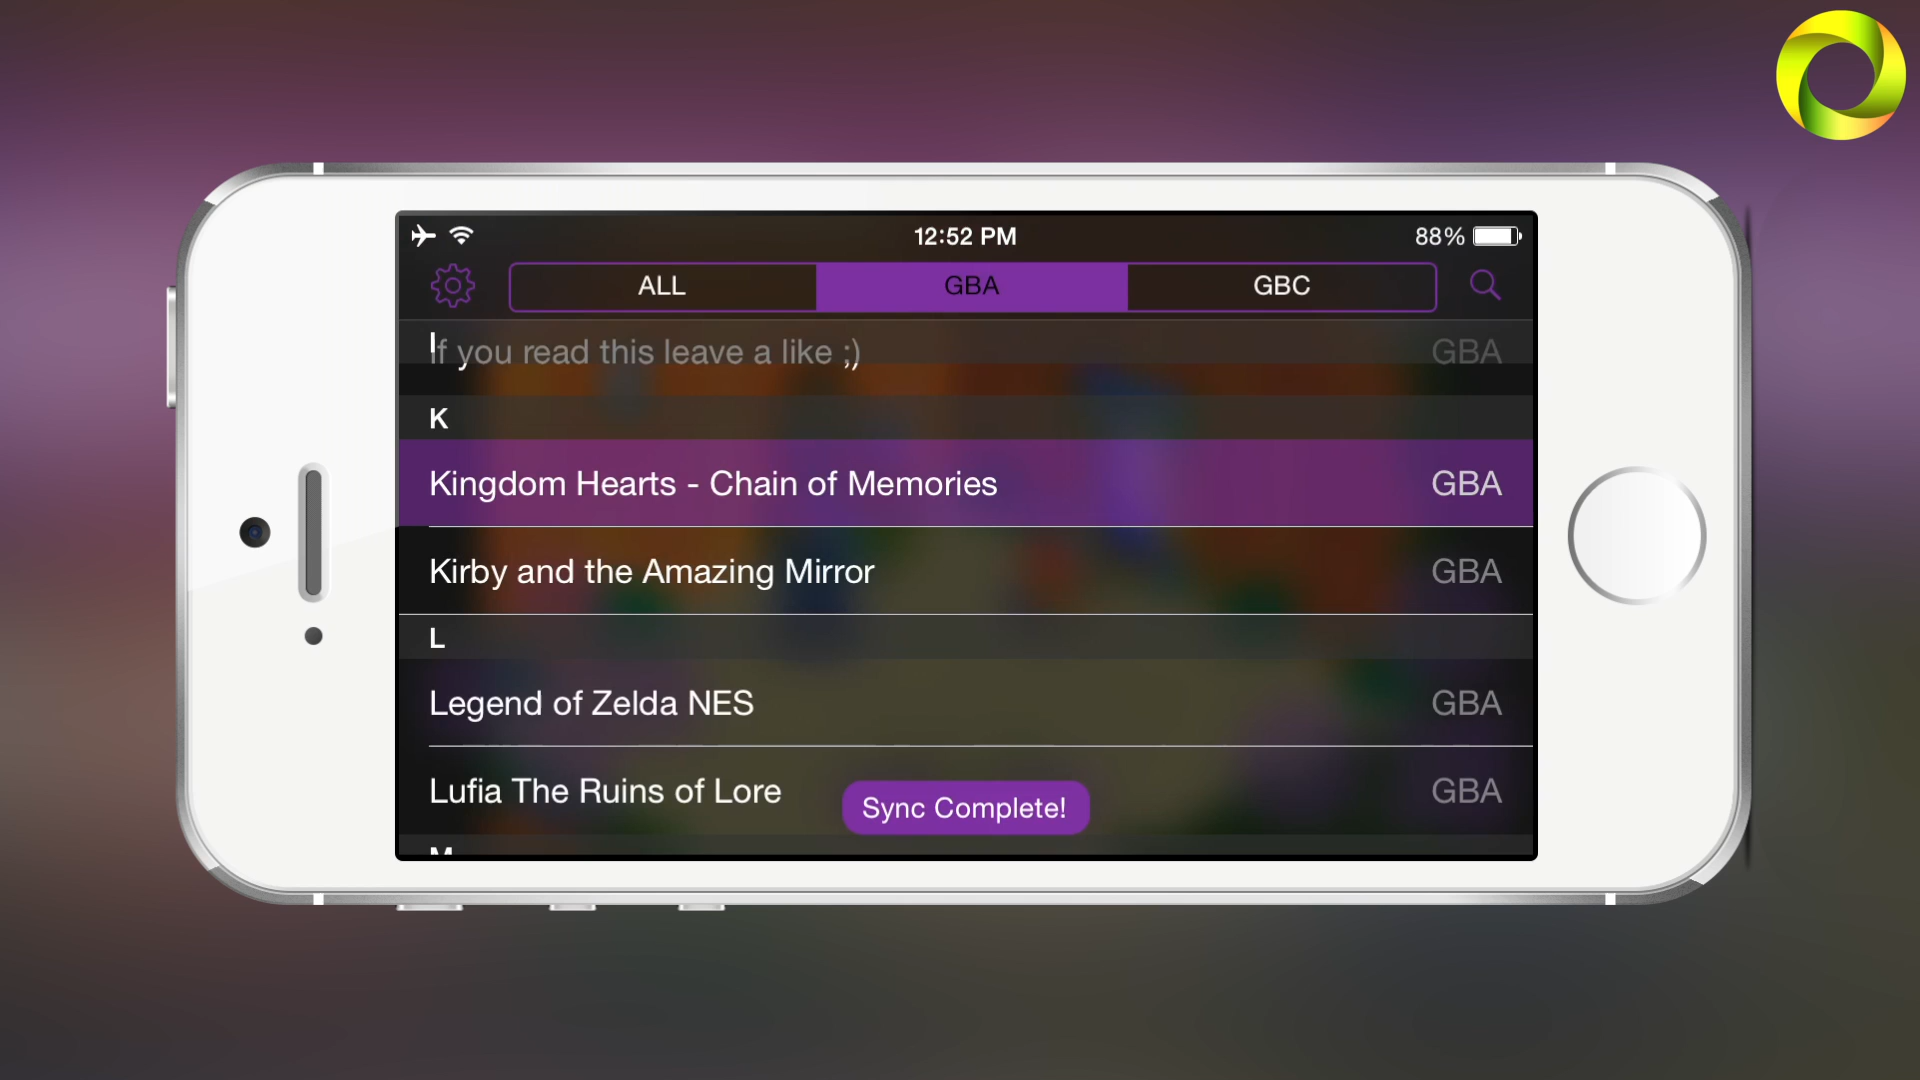 12:52 PM
88%
ALL
GBA
GBC
I
If you read this leave a like ;)
GBA
K
Kingdom Hearts - Chain of Memories
GBA
Kirby and the Amazing Mirror
GBA
L
Legend of Zelda NES
GBA
Lufia The Ruins of Lore
GBA
Sync Complete!
M